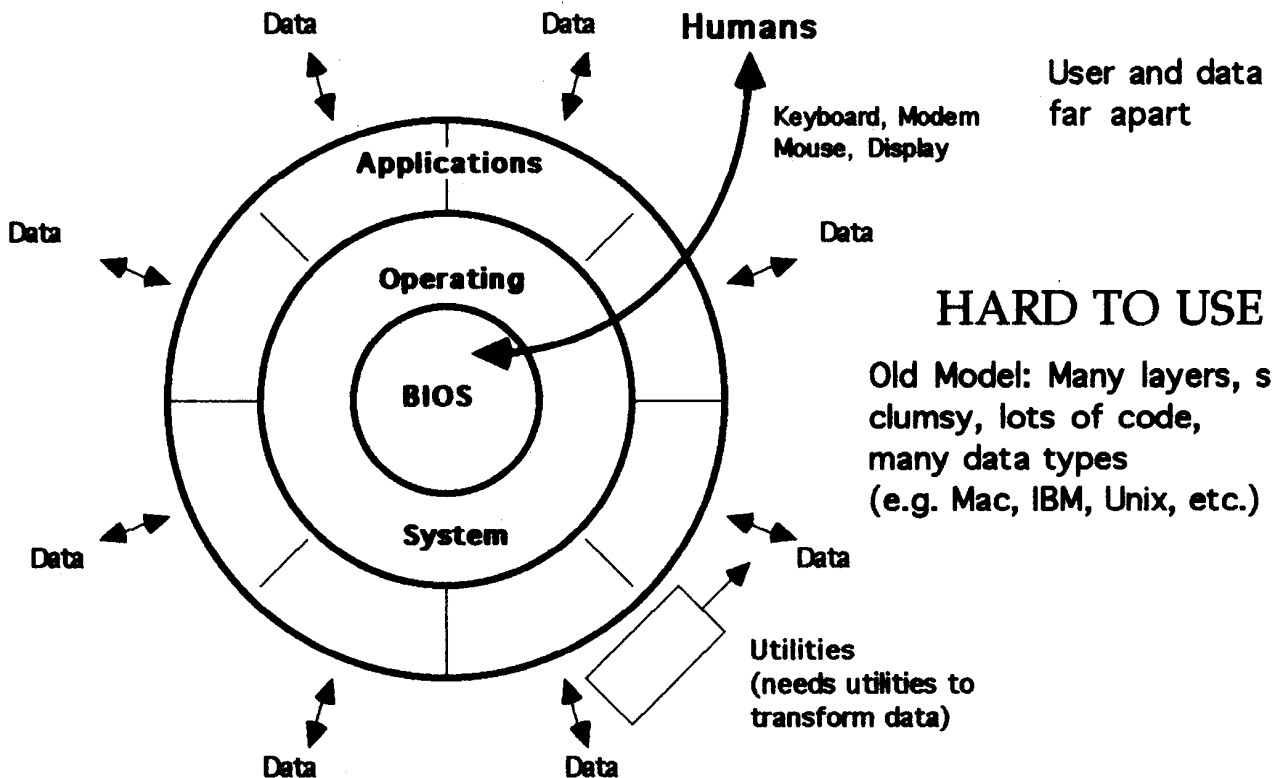 Data
Data
Humans
User and data
far apart
Keyboard, Modem
Mouse, Display
Applications
Data
Data
Operating
HARD TO USE
BIOS
Old Model: Many layers, s
clumsy, lots of code,
many data types
(e.g. Mac, IBM, Unix, etc.)
System
Data
Data
Utilities
(needs utilities to
transform data)
Data
Data